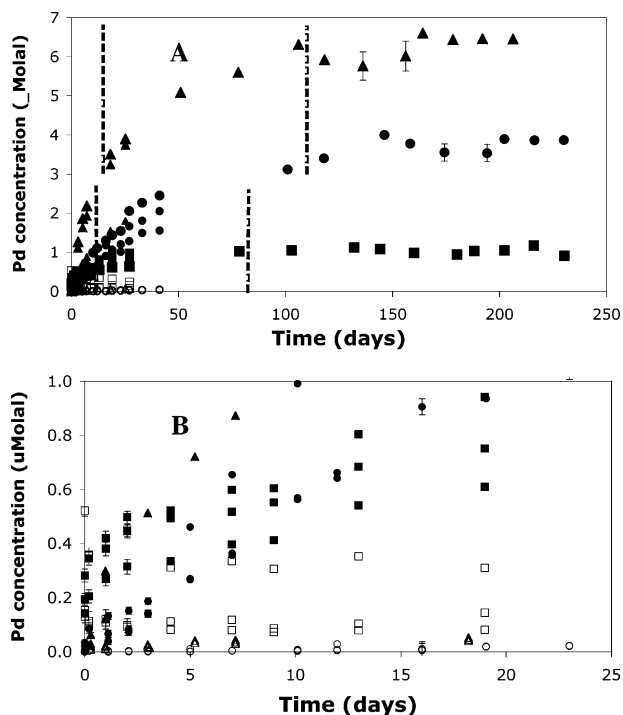 7
6
5
4
3
2
1
0
Pd concentration (_Molal)
A
0 50 100 150 200 250
Time (days)
1.0
0.8
0.6
0.4
0.2
0.0
Pd concentration (uMolal)
B
0 5 10 15 20 25
Time (days)